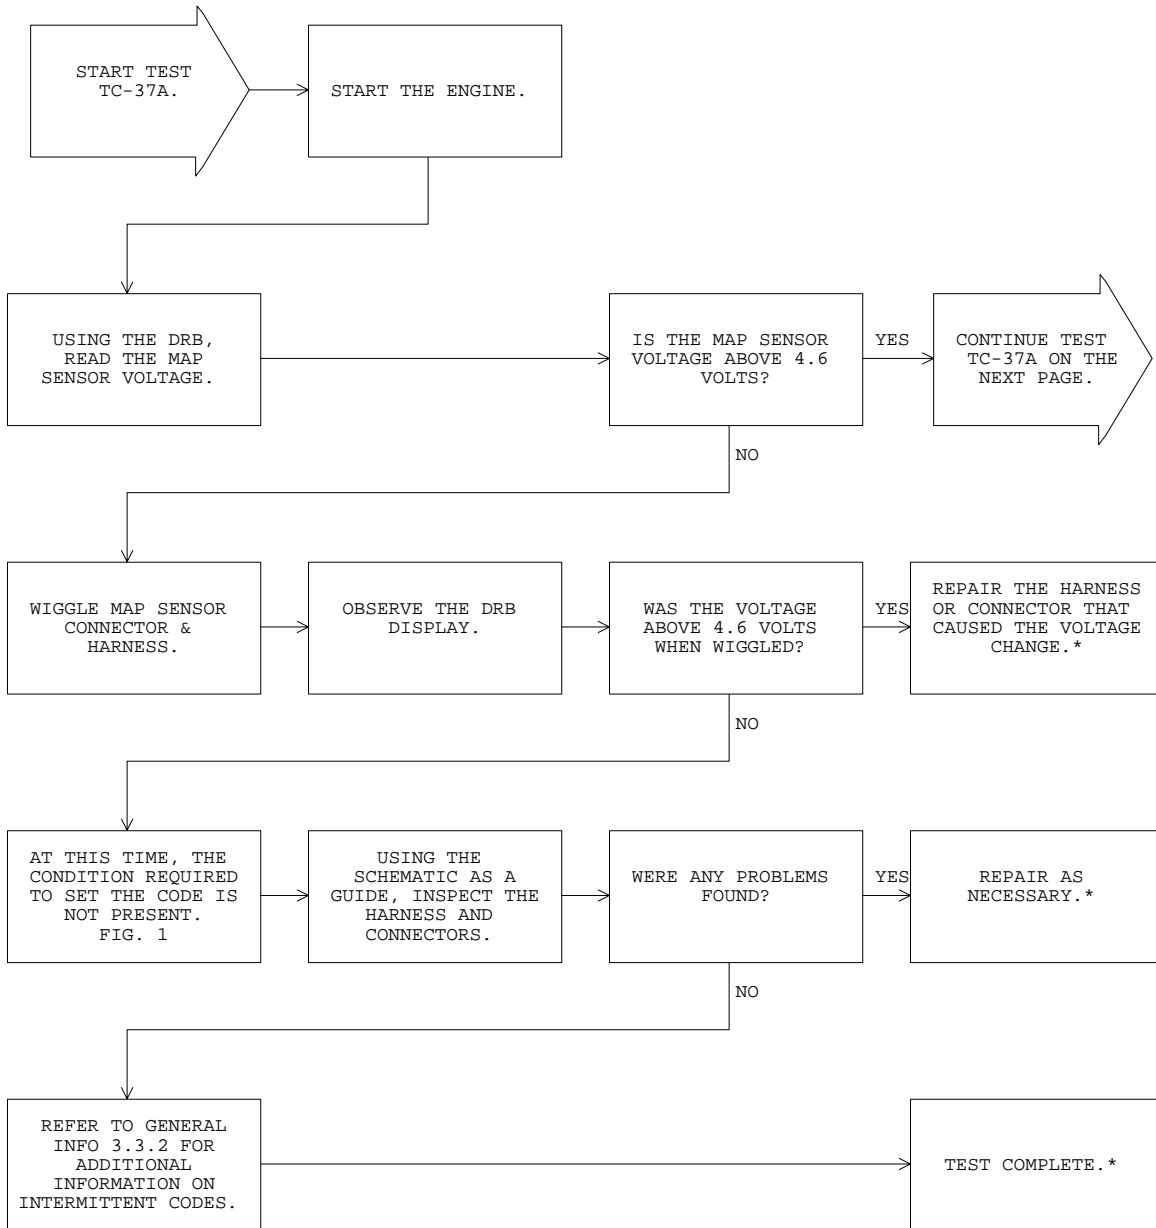 START TEST
TC-37A.
START THE ENGINE.
USING THE DRB,
READ THE MAP
SENSOR VOLTAGE.
IS THE MAP SENSOR
VOLTAGE ABOVE 4.6
VOLTS?
YES
CONTINUE TEST
TC-37A ON THE
NEXT PAGE.
NO
WIGGLE MAP SENSOR
CONNECTOR &
HARNESS.
OBSERVE THE DRB
DISPLAY.
WAS THE VOLTAGE
ABOVE 4.6 VOLTS
WHEN WIGGLED?
YES
REPAIR THE HARNESS
OR CONNECTOR THAT
CAUSED THE VOLTAGE
CHANGE.*
NO
AT THIS TIME, THE
CONDITION REQUIRED
TO SET THE CODE IS
NOT PRESENT.
FIG. 1
USING THE
SCHEMATIC AS A
GUIDE, INSPECT THE
HARNESS AND
CONNECTORS.
WERE ANY PROBLEMS
FOUND?
YES
REPAIR AS
NECESSARY.*
NO
REFER TO GENERAL
INFO 3.3.2 FOR
ADDITIONAL
INFORMATION ON
INTERMITTENT CODES.
TEST COMPLETE.*